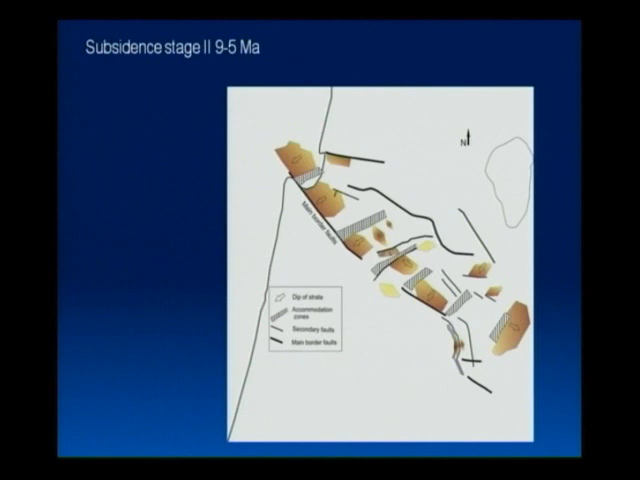 Subsidence stage II 9-5 Ma
N
Main border faults
Dip of strata
Accommodation
zones
Secondary faults
Main border faults